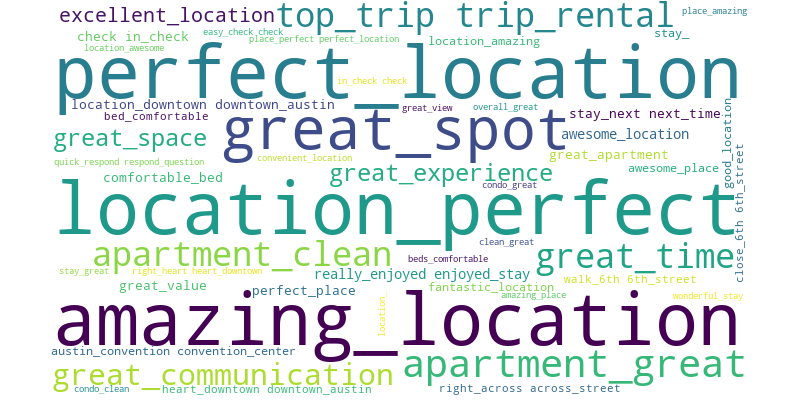 excellent_location
top_trip trip_rental
place_amazing
check in_check
easy_check check
place_perfect perfect_location
location_amazing
stay_
location_awesome
perfect_location
in_check check
location_downtown downtown_austin
great_view
overall_great
bed_comfortable
great_spot
stay_next next_time
good_location
great_space
awesome_location
quick_respond respond_question
convenient_location
great_apartment
comfortable_bed
great_experience
condo_great
awesome_place
close_6th 6th_street
location_perfect
apartment_clean
clean_great
great_time
beds_comfortable
stay_great
right_heart heart_downtown
really_enjoyed enjoyed_stay
walk_6th 6th_street
great_value
perfect_place
fantastic_location
amazing_place
wonderful_stay
location_
amazing_location
austin_convention convention_center
apartment_great
great_communication
condo_clean
heart_downtown downtown_austin
right_across across_street